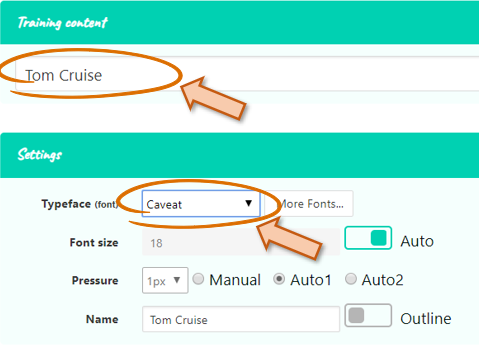 Training content
Tom Cruise
Settings
Typeface (font) Caveat More Fonts...
Font size 18 Auto
Pressure 1px Manual Auto1 Auto2
Name Tom Cruise Outline